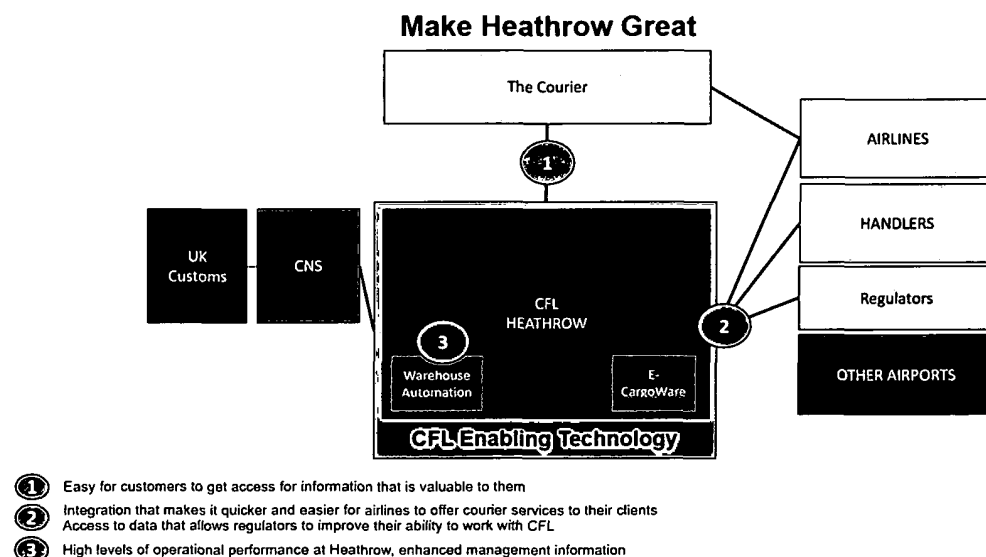 Make Heathrow Great
The Courier
1
AIRLINES
HANDLERS
Regulators
OTHER AIRPORTS
UK
Customs
CNS
CFL
HEATHROW
2
3
Warehouse
Automation
E-
CargoWare
CFL Enabling Technology
1 Easy for customers to get access for information that is valuable to them
2 Integration that makes it quicker and easier for airlines to offer courier services to their clients
Access to data that allows regulators to improve their ability to work with CFL
3 High levels of operational performance at Heathrow, enhanced management information